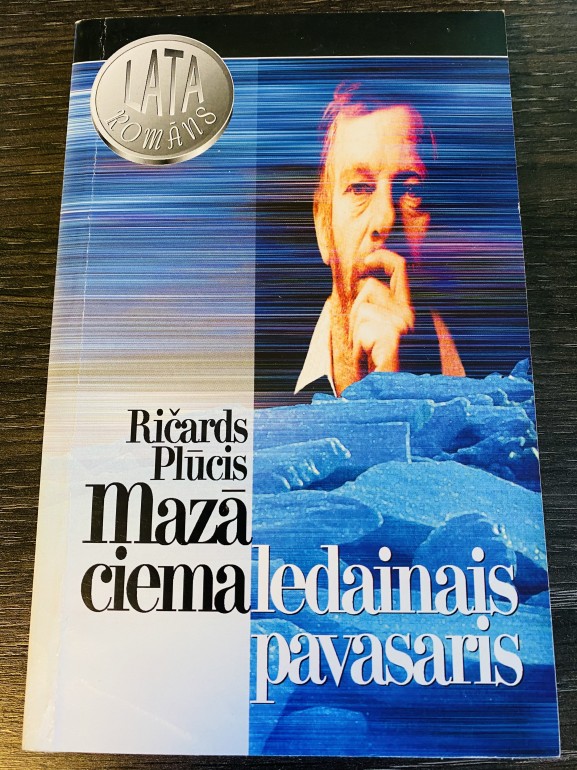 LATA
ROMĀNS
Ričards
Plūcis
Mazā
ciema ledainais
pavasaris